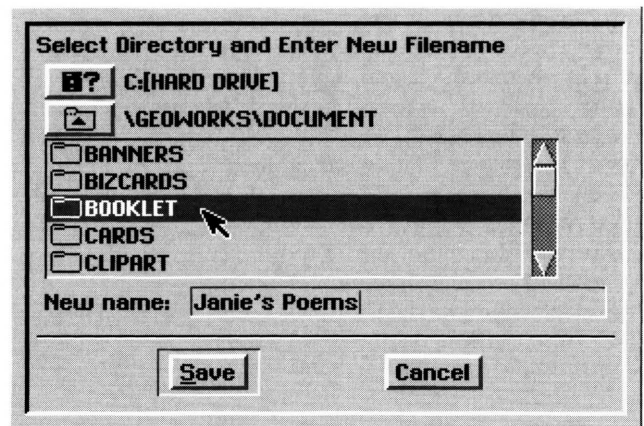 Select Directory and Enter New Filename
C:[HARD DRIVE]
\GEOWORKS\DOCUMENT
BANNERS
BIZCARDS
BOOKLET
CARDS
CLIPART
New name: Janie's Poems
Save Cancel